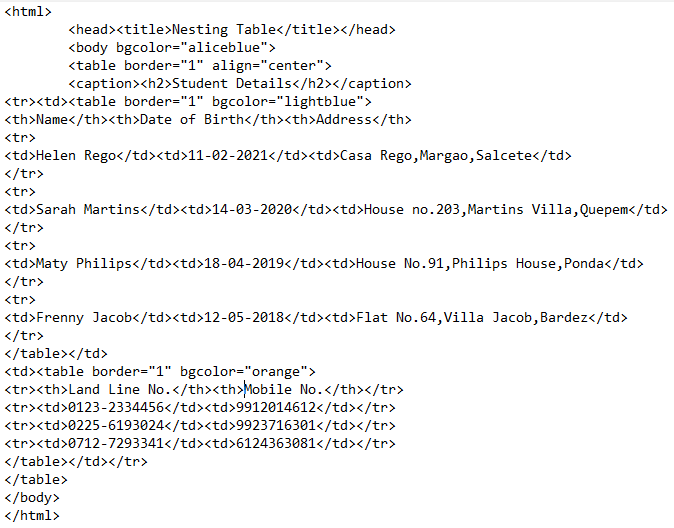 <html>
<head><title>Nesting Table</title></head>
<body bgcolor="aliceblue">
<table border="1" align="center">
<caption><h2>Student Details</h2></caption>
<tr><td><table border="1" bgcolor="lightblue">
<th>Name</th><th>Date of Birth</th><th>Address</th>
<tr>
<td>Helen Rego</td><td>11-02-2021</td><td>Casa Rego,Margao,Salcete</td>
</tr>
<tr>
<td>Sarah Martins</td><td>14-03-2020</td><td>House no.203,Martins Villa,Quepem</td>
</tr>
<tr>
<td>Maty Philips</td><td>18-04-2019</td><td>House No.91,Philips House,Ponda</td>
</tr>
<tr>
<td>Frenny Jacob</td><td>12-05-2018</td><td>Flat No.64,Villa Jacob,Bardez</td>
</tr>
</table></td>
<td><table border="1" bgcolor="orange">
<tr><th>Land Line No.</th><th>Mobile No.</th></tr>
<tr><td>0123-2334456</td><td>9912014612</td></tr>
<tr><td>0225-6193024</td><td>9923716301</td></tr>
<tr><td>0712-7293341</td><td>6124363081</td></tr>
</table></td></tr>
</table>
</body>
</html>